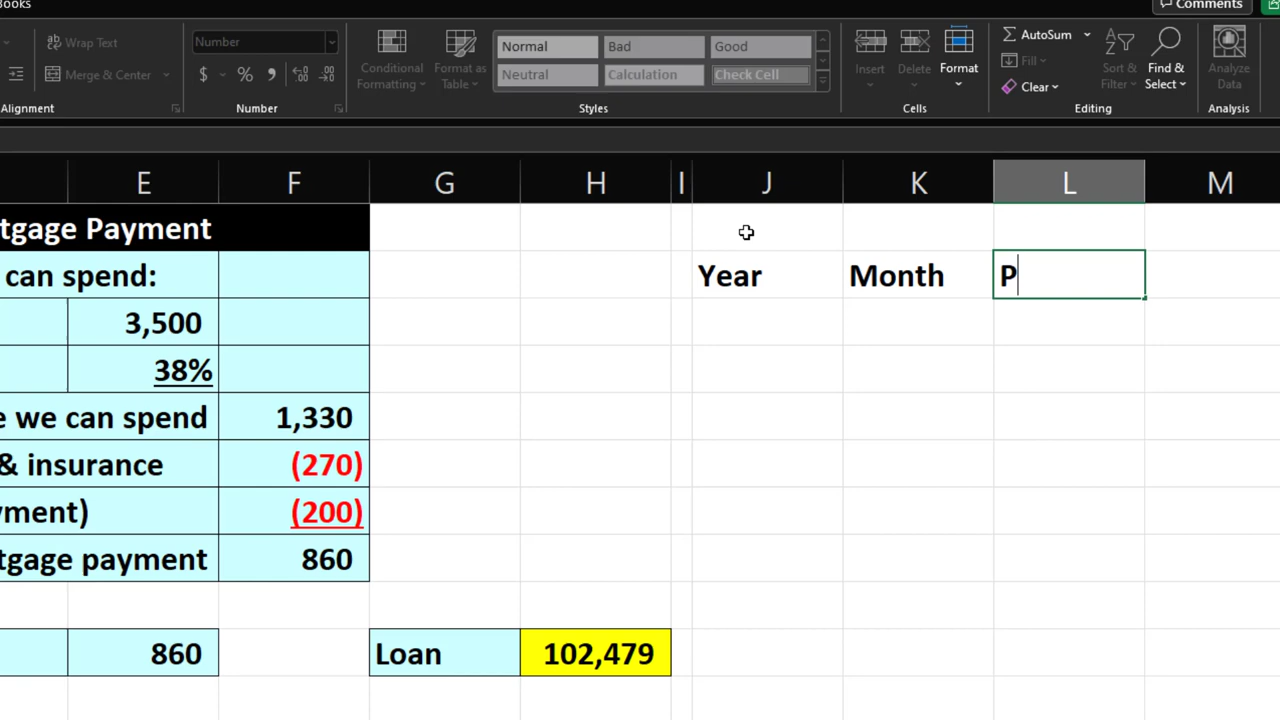 Books
Comments
Wrap Text
Number
AutoSum
Normal
Bad
Good
Fill
Merge & Center
$ % 9
Conditional
Formatting
Format as
Table
Neutral
Calculation
Check Cell
Insert
Delete
Format
Clear
Sort &
Filter
Find &
Select
Analyze
Data
Alignment
Number
Styles
Cells
Editing
Analysis
E F G H I J K L M
tgage Payment
can spend:
Year Month P
3,500
38%
e we can spend 1,330
& insurance (270)
yment) (200)
tgage payment 860
860 Loan 102,479